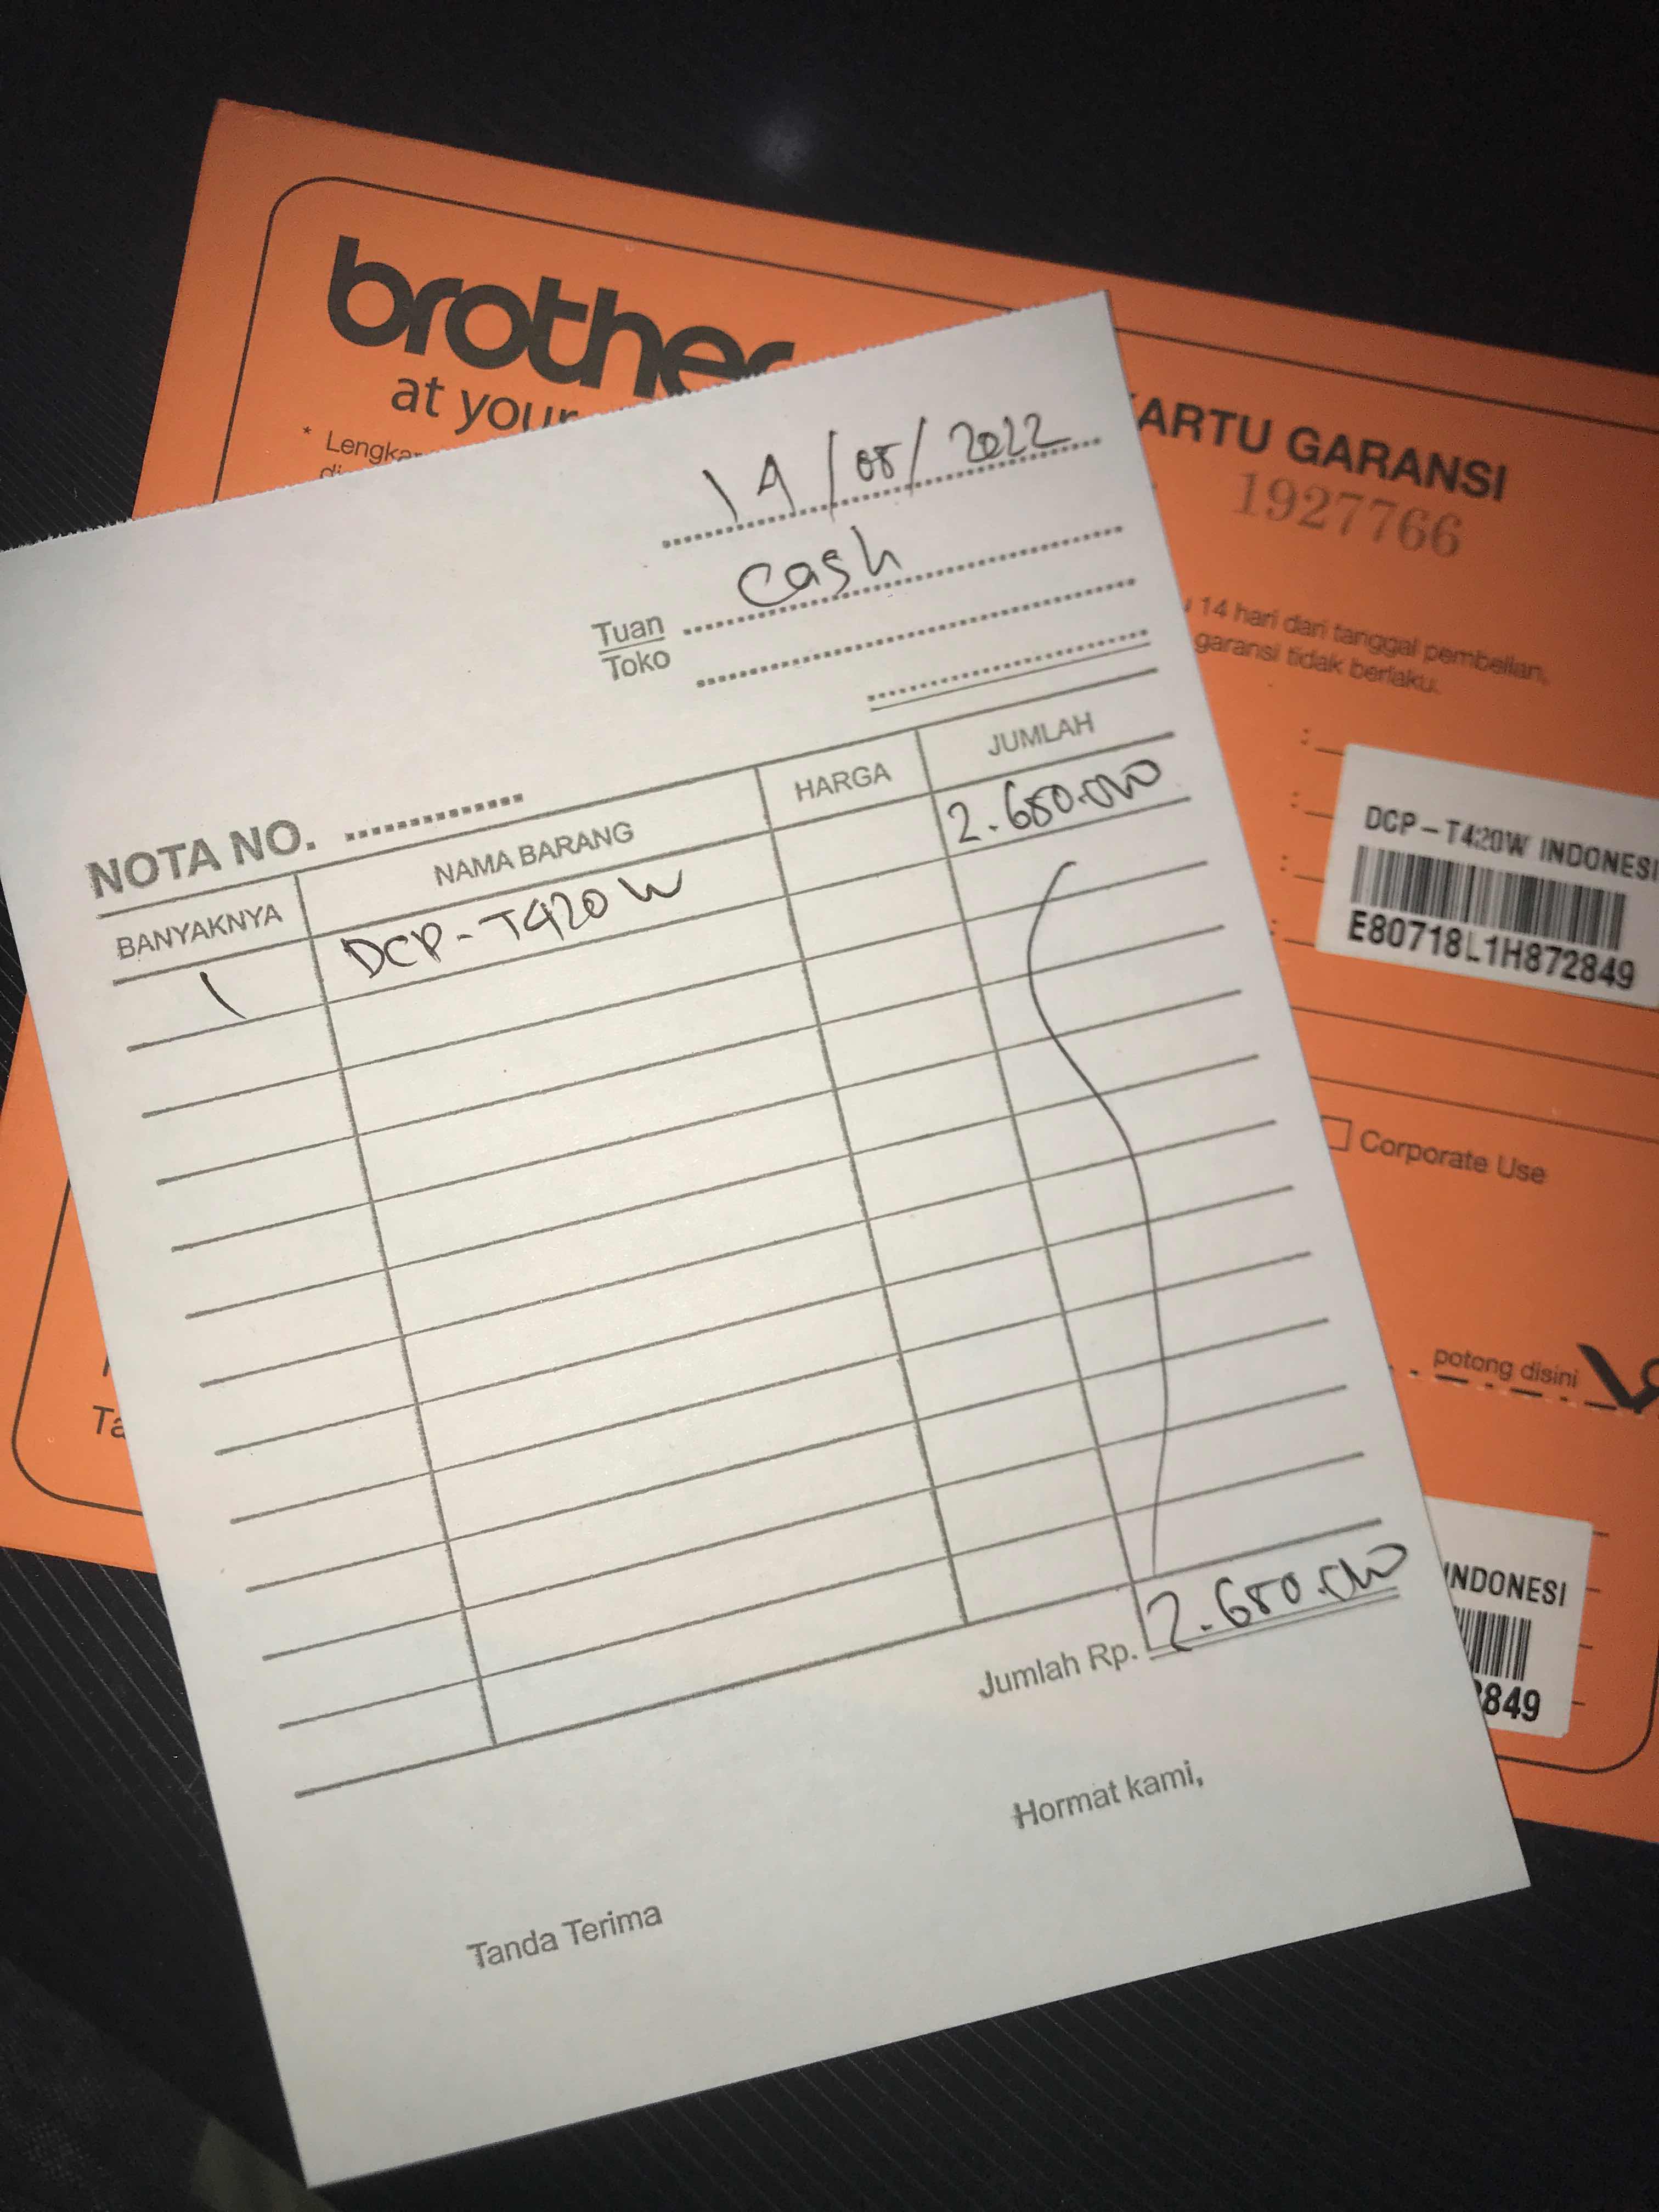 brother
at your
KARTU GARANSI
1927766
14 hari dari tanggal pembelian,
garansi tidak berlaku.
DCP-T420W INDONESI
E80718L1H872849
Corporate Use
potong disini
INDONESI
849
14/08/2022
Cash
Tuan
Toko
NOTA NO.
BANYAKNYA NAMA BARANG HARGA JUMLAH
1 DCP-T420W 2.680.000
Jumlah Rp. 2.680.000
Hormat kami,
Tanda Terima